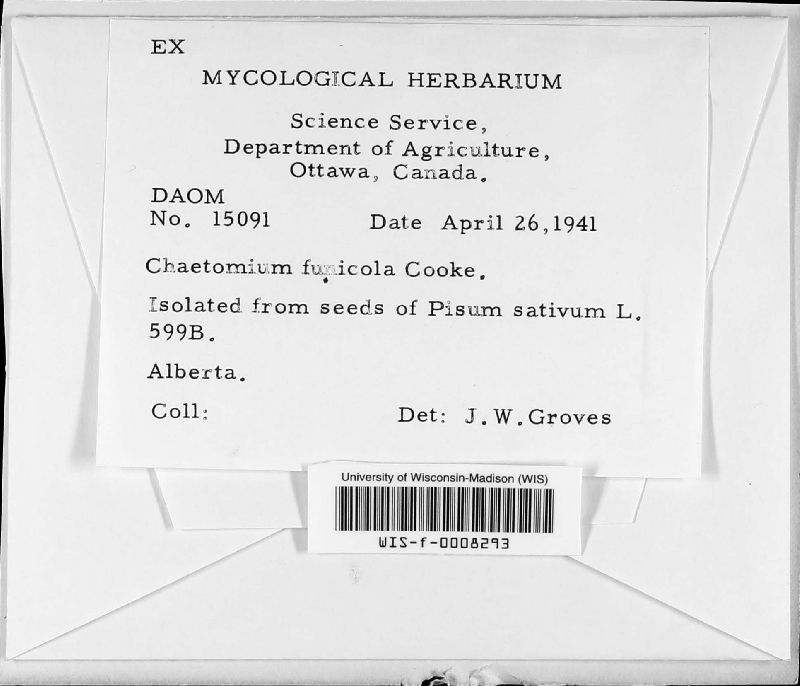 EX
MYCOLOGICAL HERBARIUM
Science Service,
Department of Agriculture,
Ottawa, Canada.
DAOM
No. 15091 Date April 26,1941
Chaetomium funicola Cooke.
Isolated from seeds of Pisum sativum L.
599B.
Alberta.
Coll: Det: J.W.Groves
University of Wisconsin-Madison (WIS)
WIS-f-0008293